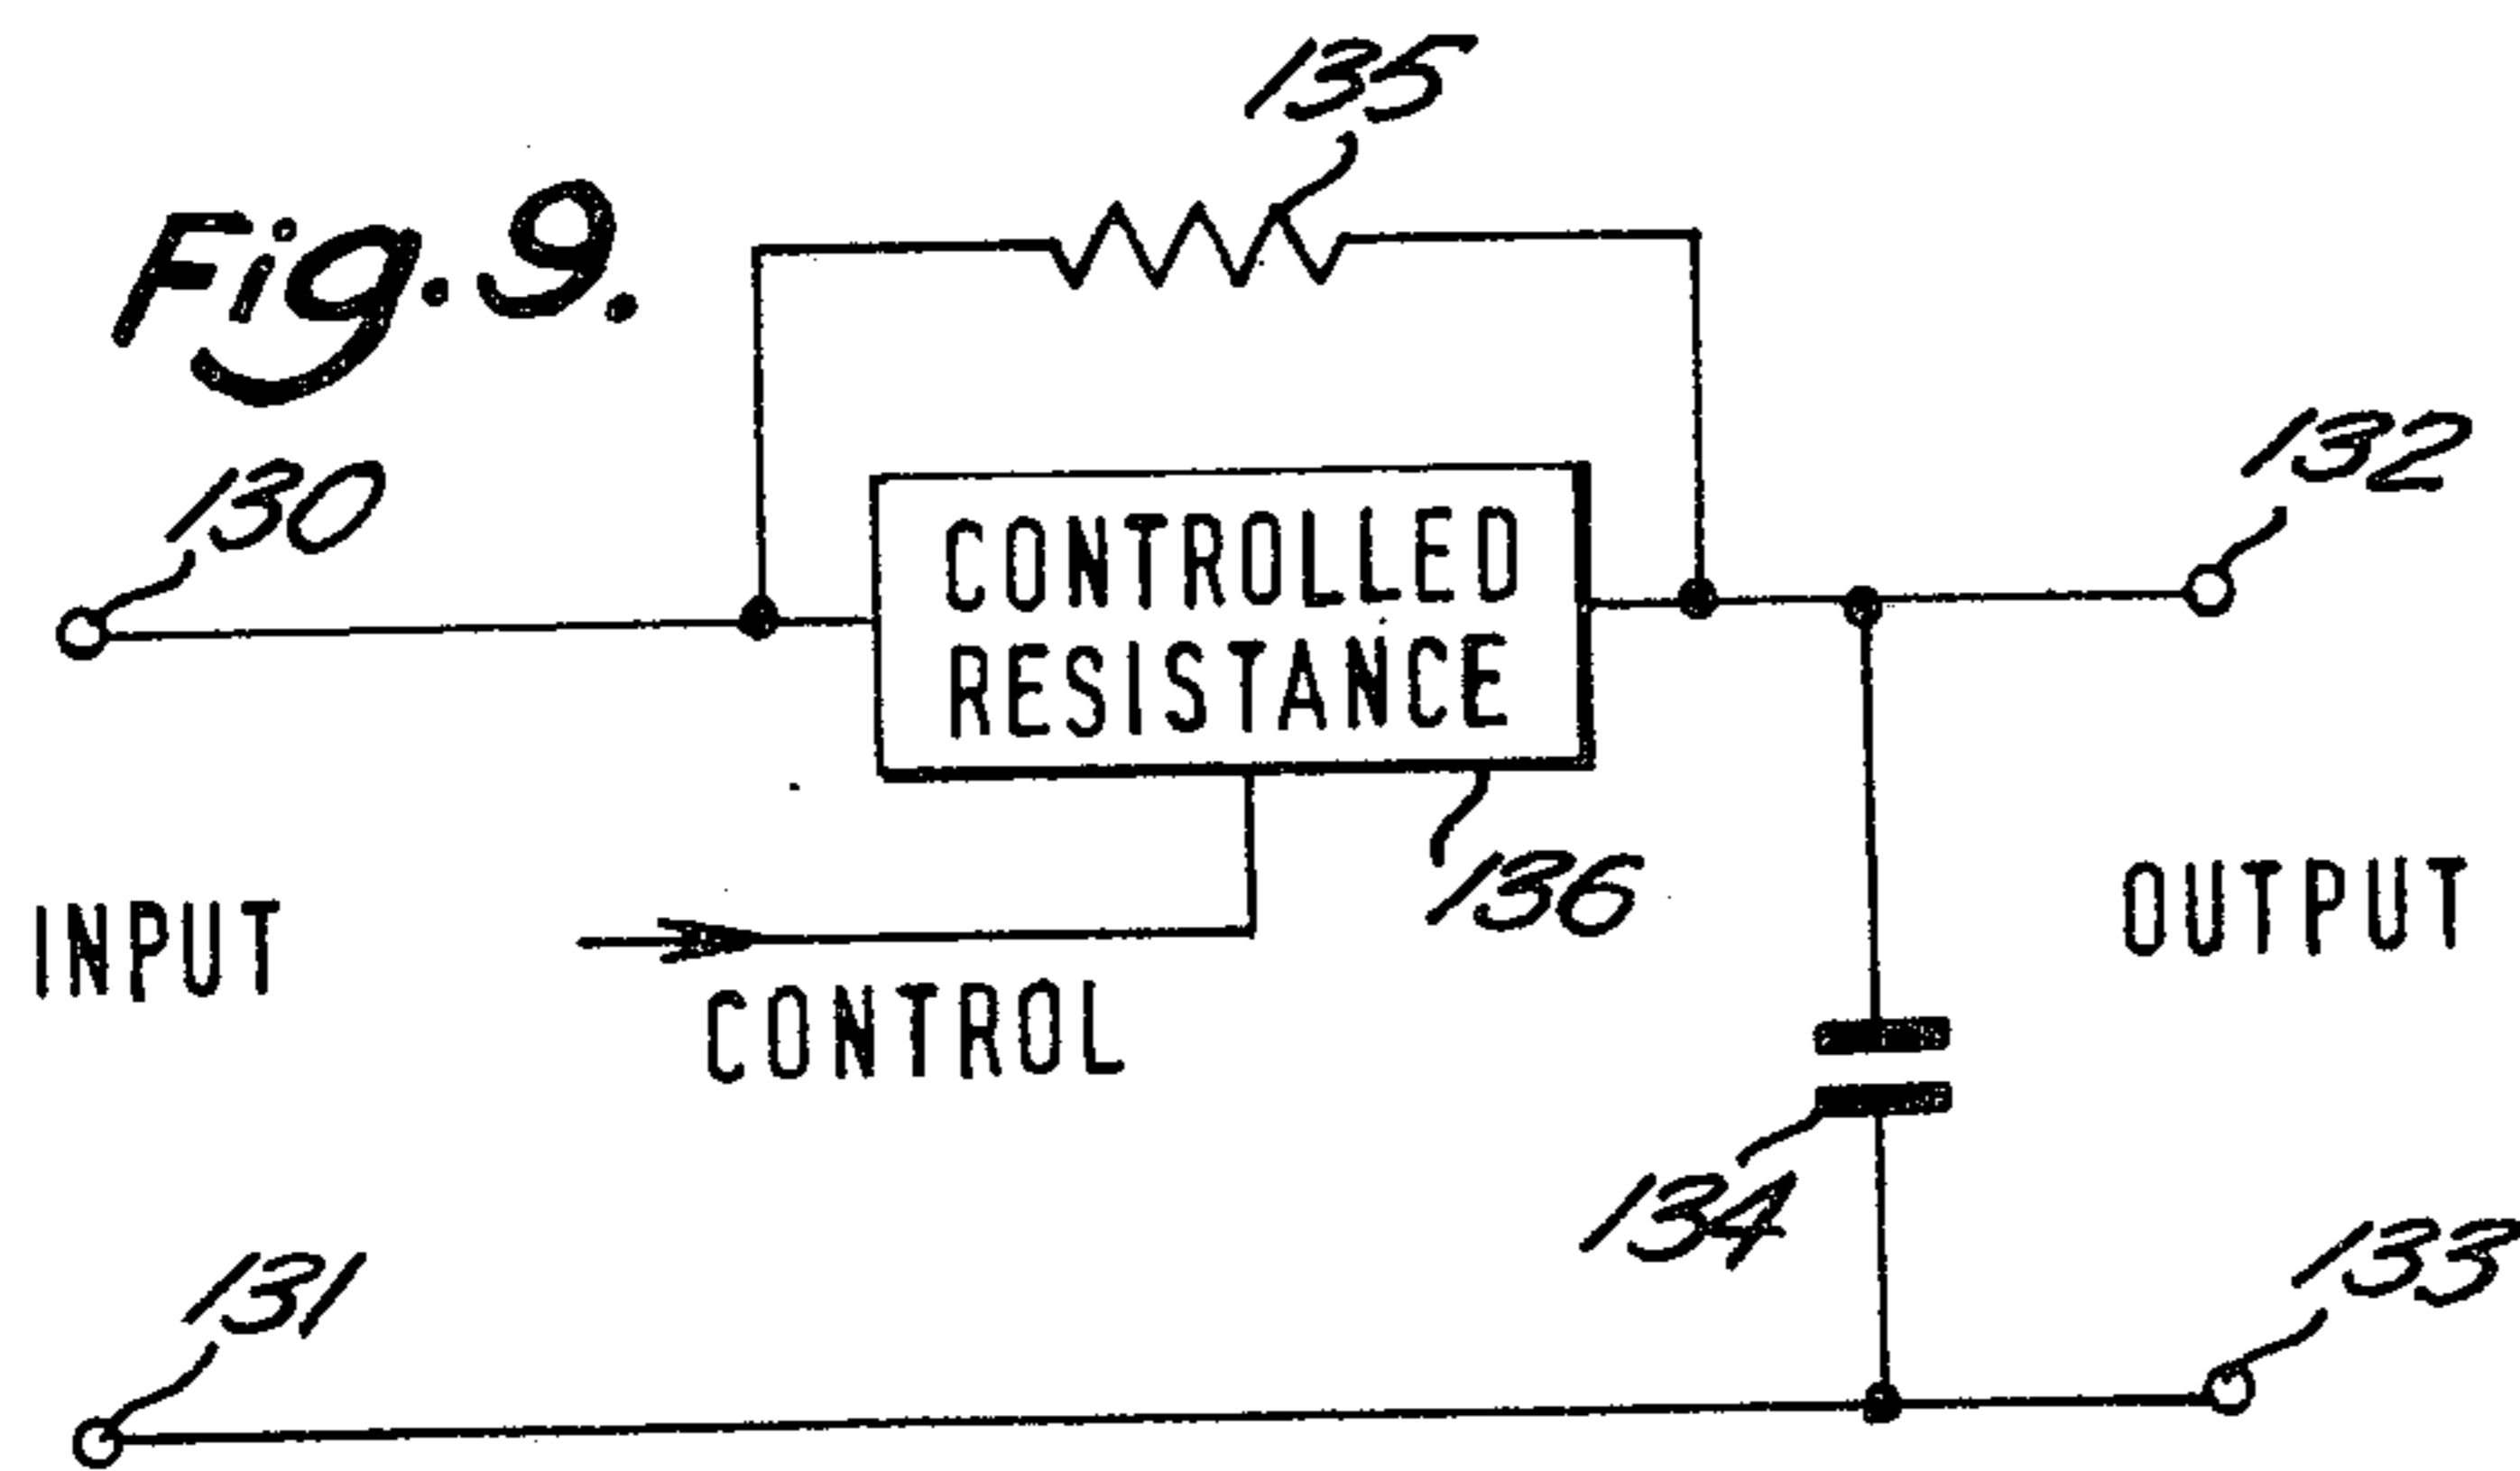 135
Fig. 9.
130
132
CONTROLLED
RESISTANCE
136
INPUT
OUTPUT
CONTROL
134
131
133